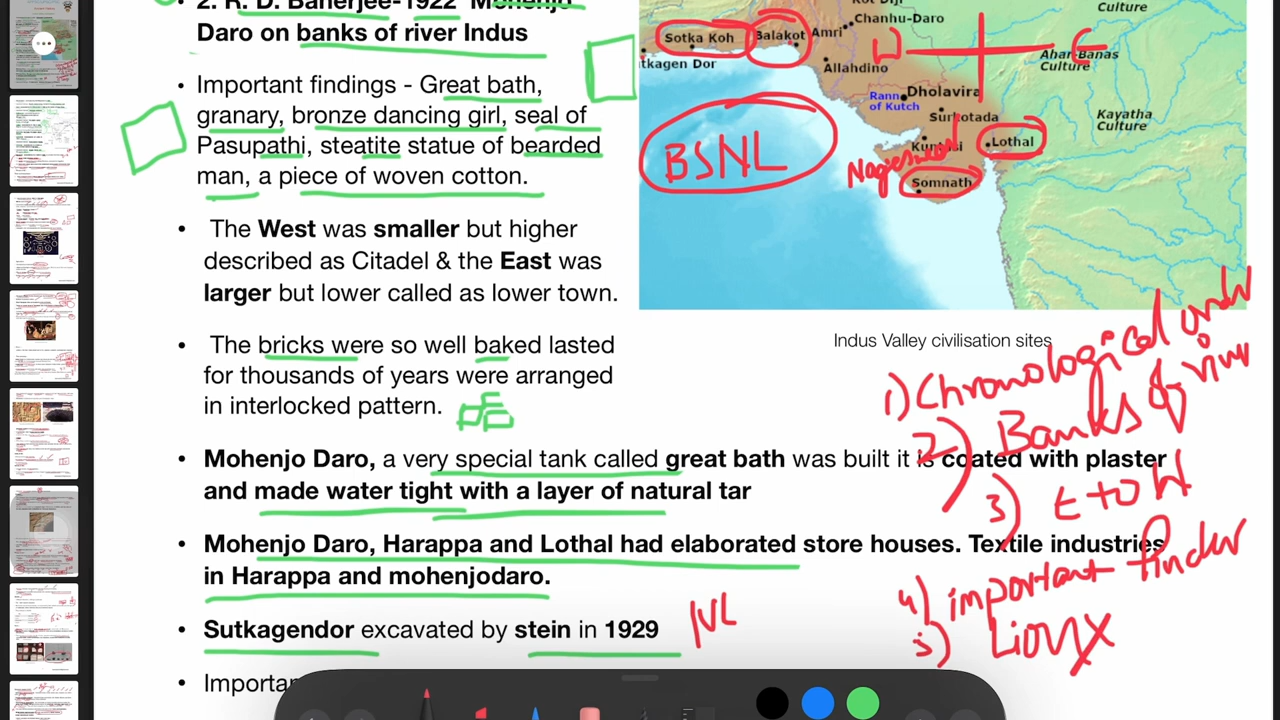 2. R. D. Banerjee-1922 Mohenjo
Daro on banks of river Indus
• Important findings - Great bath,
granary, bronze dancing girl, seal of
Pasupathi, steatite statue of bearded
man, a piece of woven cotton.
• The West was smaller but higher
described as Citadel & the East was
larger but lower called as lower town.
• The bricks were so well baked lasted
for thousands of years were arranged
in interlocked pattern.
• Mohenjo Daro, a very special tank called great bath was built it is coated with plaster
and made water tight with a layer of natural tar
• Mohenjo Daro, Harappa and Lothal had elaborated store houses. Textile industries
in Harappa and mohenjodaro.
• Sutkagendor excavated by stein in 1929
• Importan
Kot Diji
Culture
Chanhu-Daro
Sotka Koh
Balakot
Amri
W
E
Ahar-Banas
Culture
tkagen Dor
Allahdino
Rann
of Kutch
Dholavira
Surkotada
Kayatha
Culture
Lothal
BSNL
Somnath
Indus Valley civilisation sites
1) Chronological order
2) Banks of river
3) E to W
4) important finder
5)